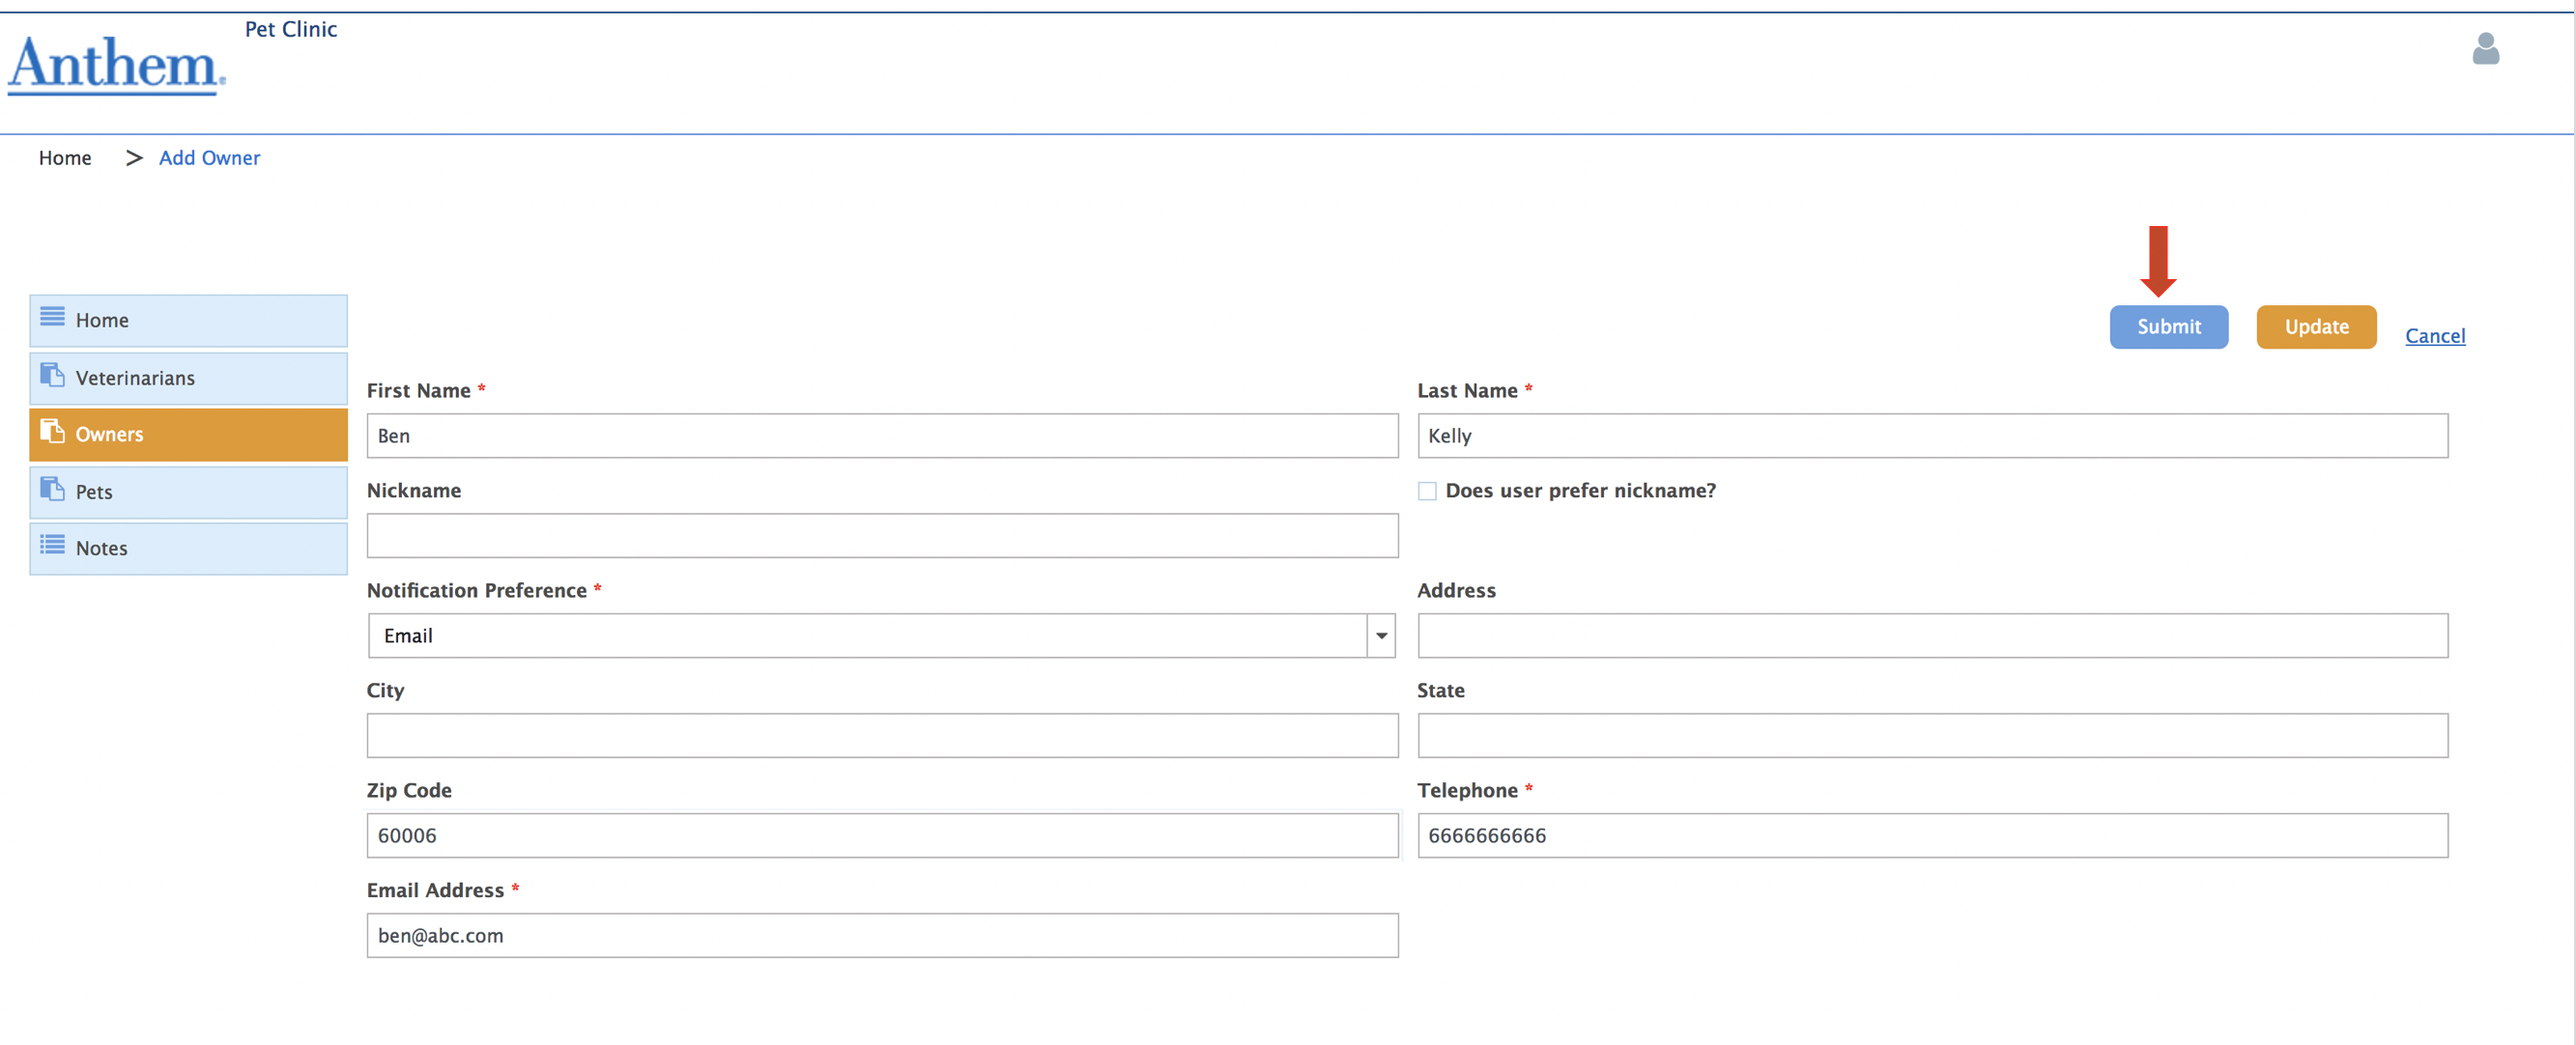 Pet Clinic
Anthem®
Home > Add Owner
Home
Veterinarians
Owners
Pets
Notes
Submit Update Cancel
First Name * Last Name *
Ben Kelly
Nickname Does user prefer nickname?
Notification Preference * Address
Email
City State
Zip Code Telephone *
60006 6666666666
Email Address *
ben@abc.com